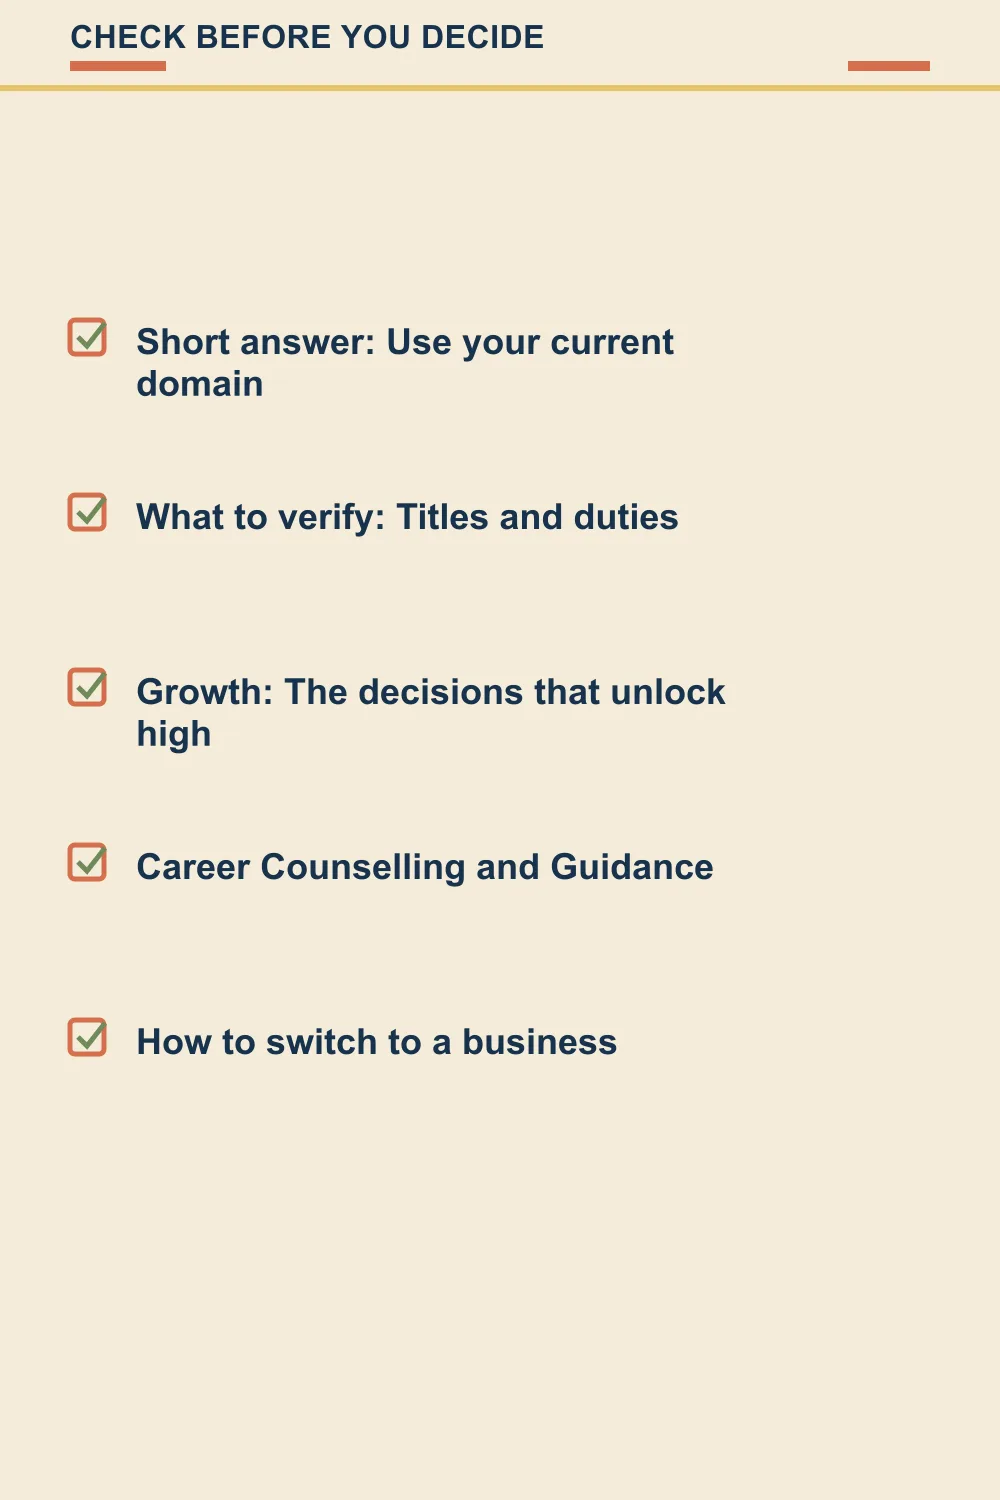 CHECK BEFORE YOU DECIDE
Short answer: Use your current
domain
What to verify: Titles and duties
Growth: The decisions that unlock
high
Career Counselling and Guidance
How to switch to a business